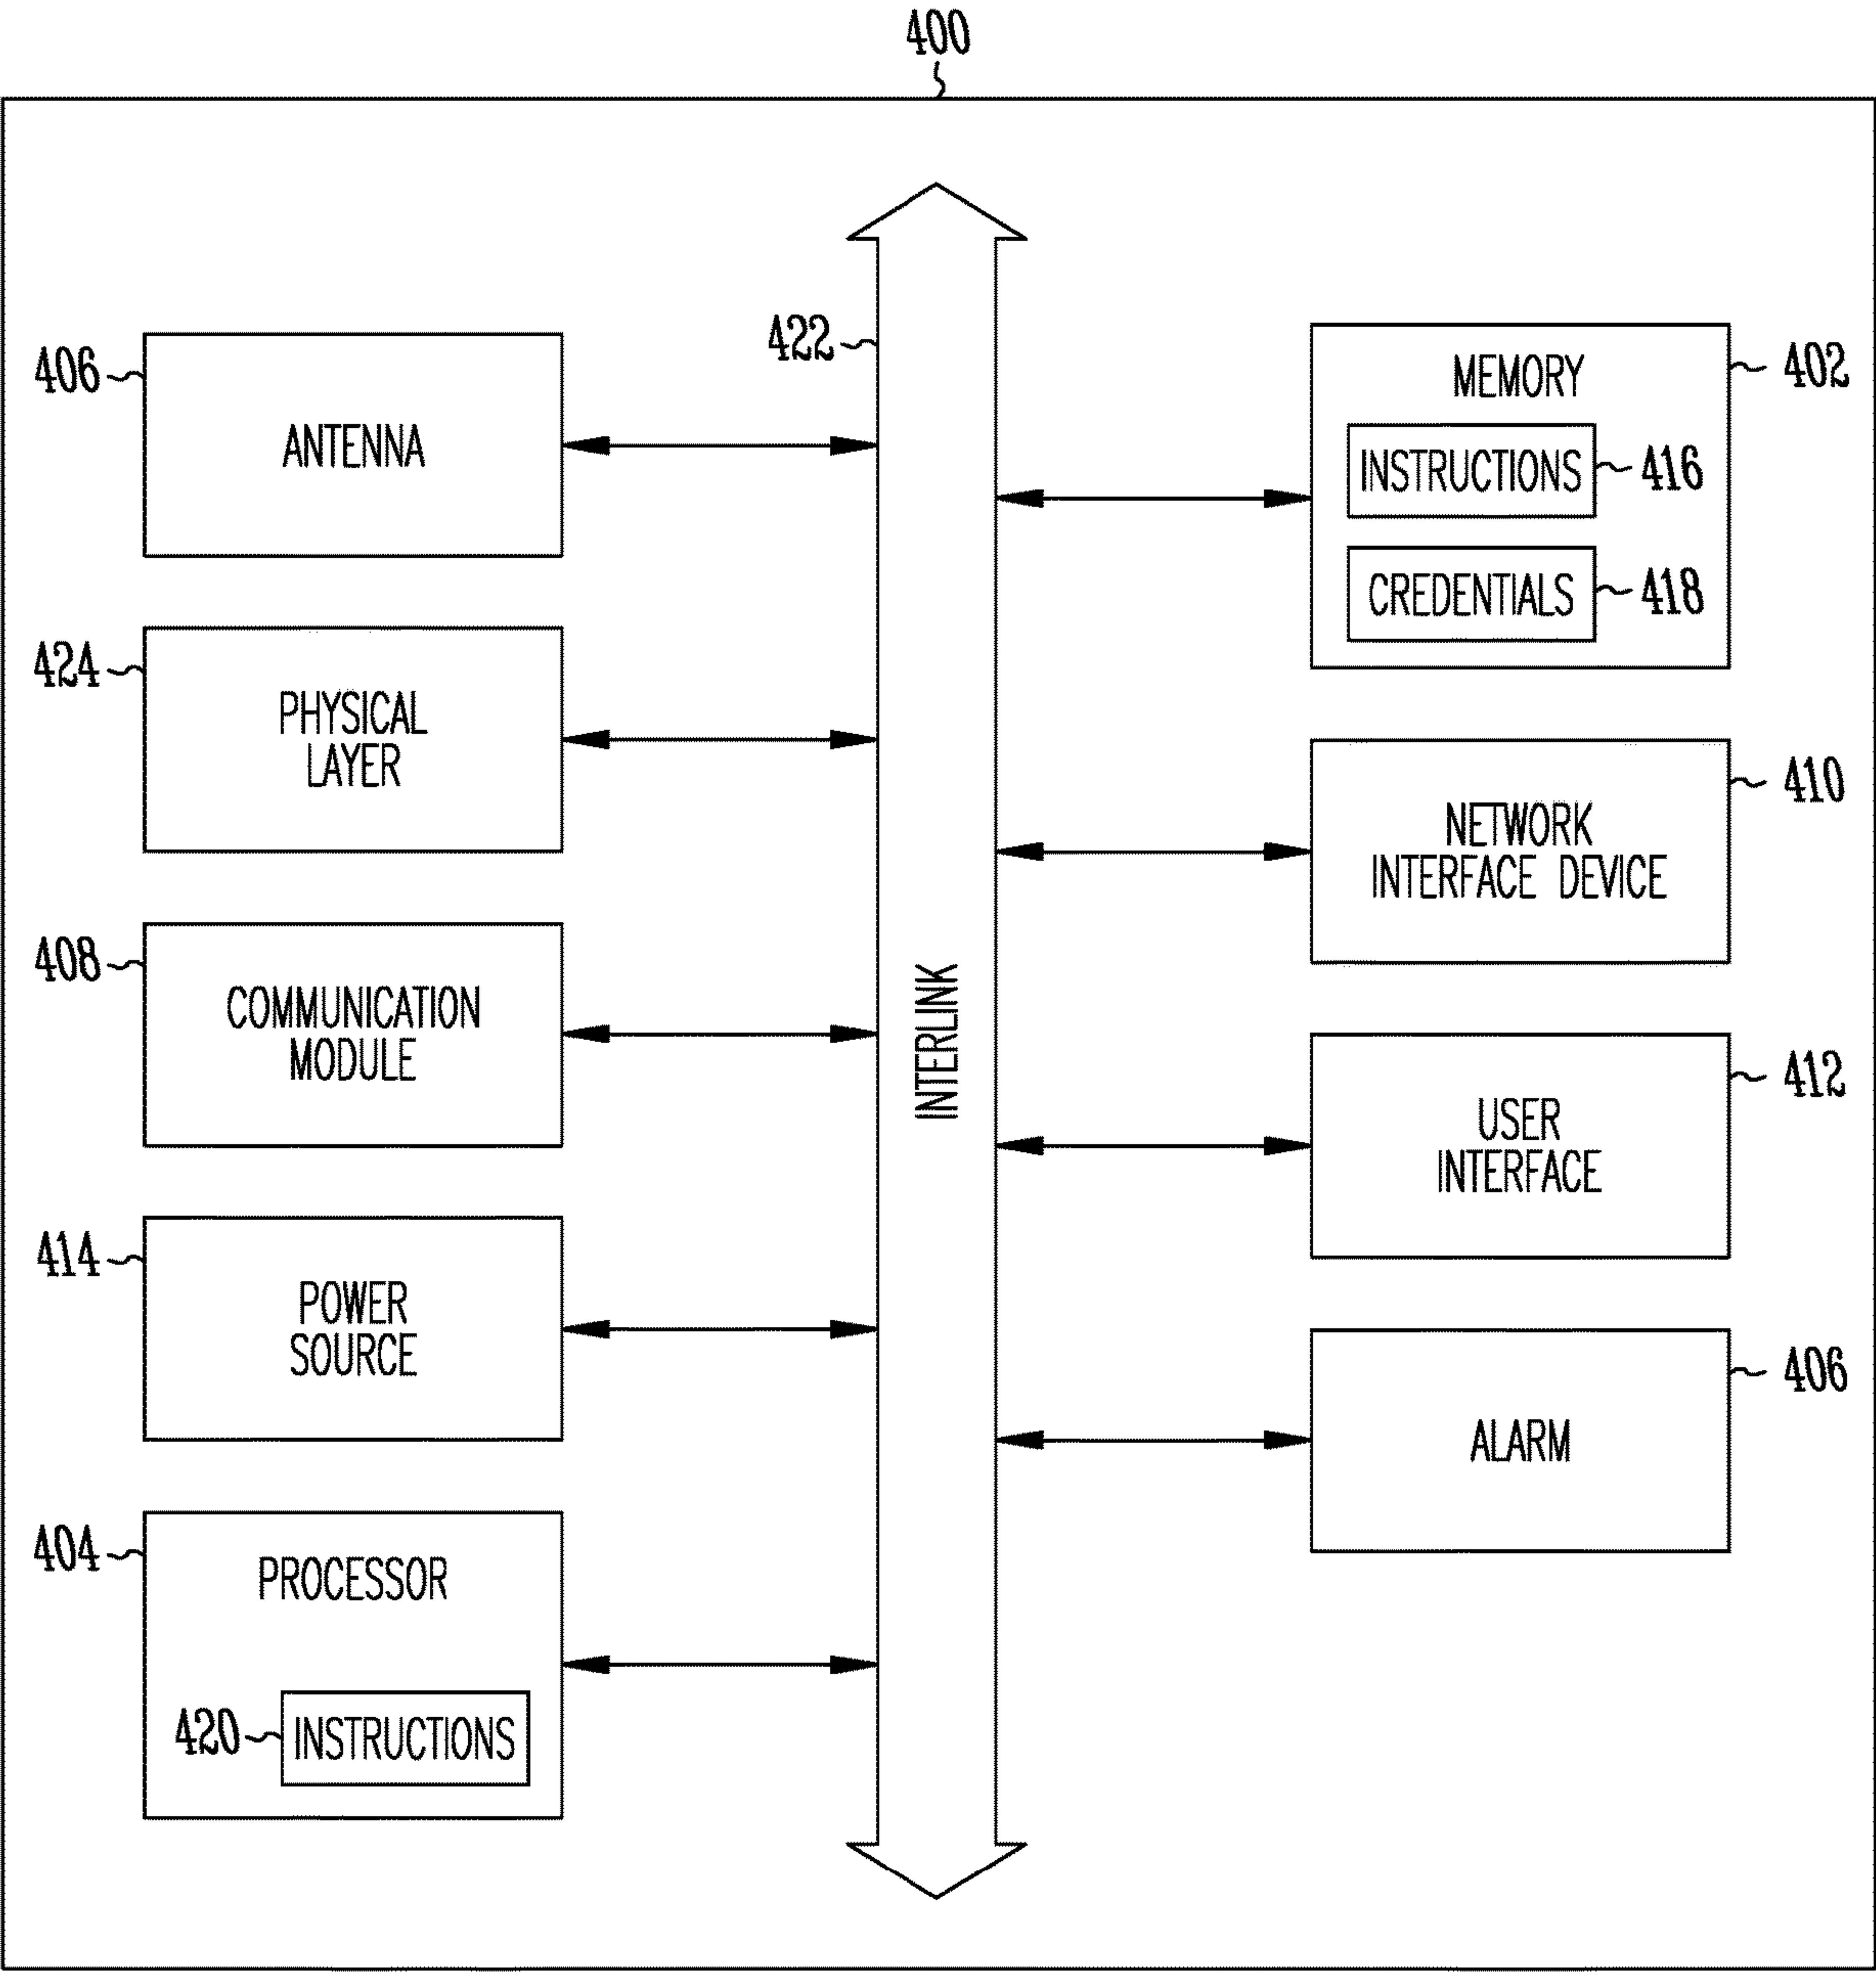 400
422
406
ANTENNA
424
PHYSICAL
LAYER
408
COMMUNICATION
MODULE
414
POWER
SOURCE
404
PROCESSOR
420
INSTRUCTIONS
INTERLINK
402
MEMORY
INSTRUCTIONS
416
CREDENTIALS
418
410
NETWORK
INTERFACE DEVICE
412
USER
INTERFACE
406
ALARM